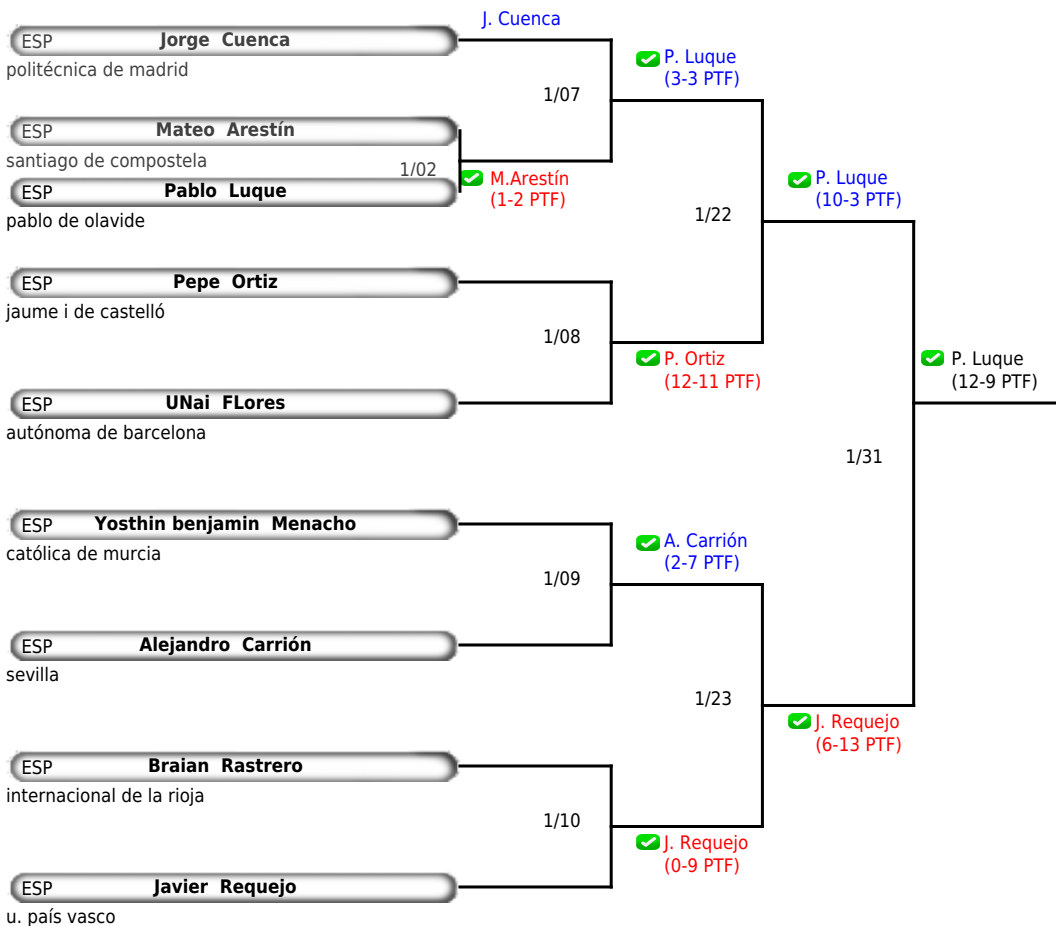 J. Cuenca
ESP Jorge Cuenca
politécnica de madrid
P. Luque
(3-3 PTF)
1/07
ESP Mateo Arestín
santiago de compostela
1/02
M.Arestín
(1-2 PTF)
ESP Pablo Luque
pablo de olavide
P. Luque
(10-3 PTF)
1/22
ESP Pepe Ortiz
jaume i de castelló
1/08
P. Ortiz
(12-11 PTF)
P. Luque
(12-9 PTF)
ESP UNai FLores
autónoma de barcelona
1/31
ESP Yosthin benjamin Menacho
católica de murcia
A. Carrión
(2-7 PTF)
1/09
ESP Alejandro Carrión
sevilla
1/23
J. Requejo
(6-13 PTF)
ESP Braian Rastrero
internacional de la rioja
1/10
J. Requejo
(0-9 PTF)
ESP Javier Requejo
u. país vasco